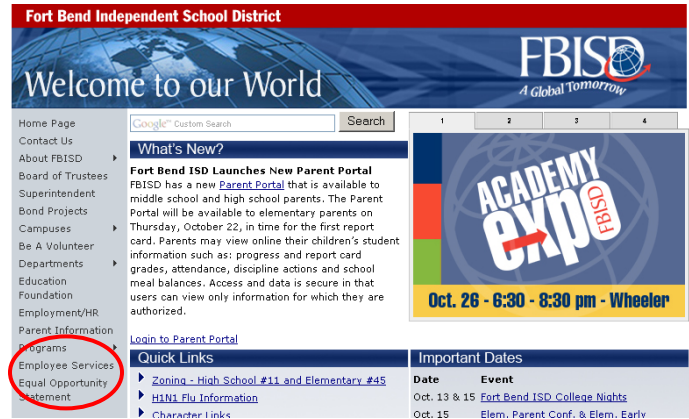 Fort Bend Independent School District
Welcome to our World
FBISD
A Global Tomorrow
Home Page
Contact Us
About FBISD
Board of Trustees
Superintendent
Bond Projects
Campuses
Be A Volunteer
Departments
Education
Foundation
Employment/HR
Parent Information
Programs
Employee Services
Equal Opportunity
Statement
Google™ Custom Search
Search
What's New?
Fort Bend ISD Launches New Parent Portal
FBISD has a new Parent Portal that is available to
middle school and high school parents. The Parent
Portal will be available to elementary parents on
Thursday, October 22, in time for the first report
card. Parents may view online their children's student
information such as: progress and report card
grades, attendance, discipline actions and school
meal balances. Access and data is secure in that
users can view only information for which they are
authorized.
Login to Parent Portal
Quick Links
Zoning - High School #11 and Elementary #45
H1N1 Flu Information
Character Links
1 2 3 4
ACADEMY
expo
FBISD
Oct. 26 - 6:30 - 8:30 pm - Wheeler
Important Dates
Date Event
Oct. 13 & 15 Fort Bend ISD College Nights
Oct. 15 Elem. Parent Conf. & Elem. Early